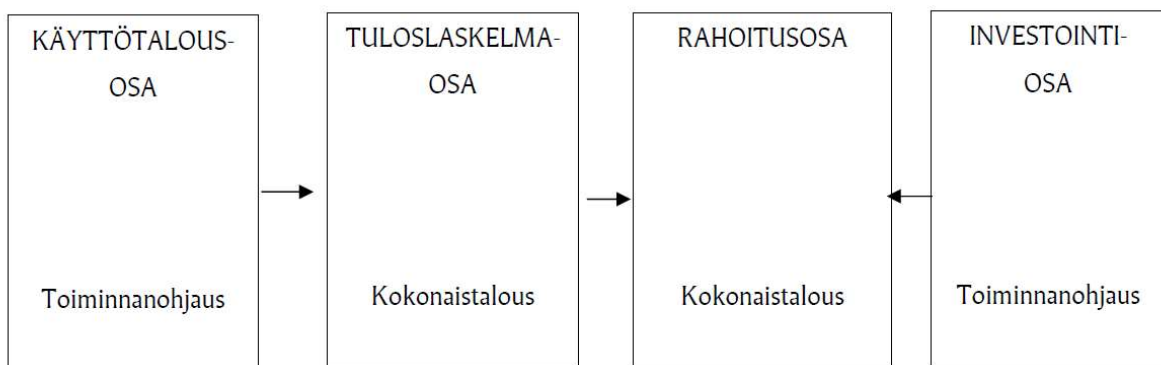 KÄYTTÖTALOUS-
OSA
Toiminnanohjaus
TULOSLASKELMA-
OSA
Kokonaistalous
RAHOITUSOSA
Kokonaistalous
INVESTOINTI-
OSA
Toiminnanohjaus